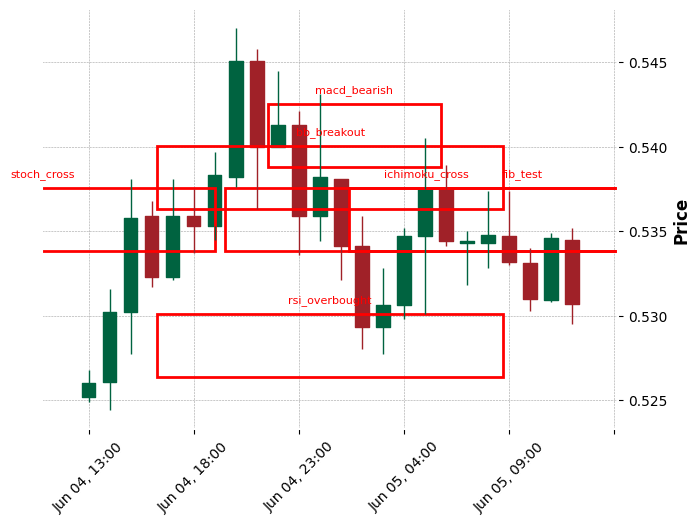 macd_bearish
0.545
b_breakout
0.540
stoch_cross
ichimoku_cross
fib_test
0.535
Price
rsi_overbought
0.530
0.525
Jun 04, 13:00
Jun 04, 18:00
Jun 04, 23:00
Jun 05, 04:00
Jun 05, 09:00